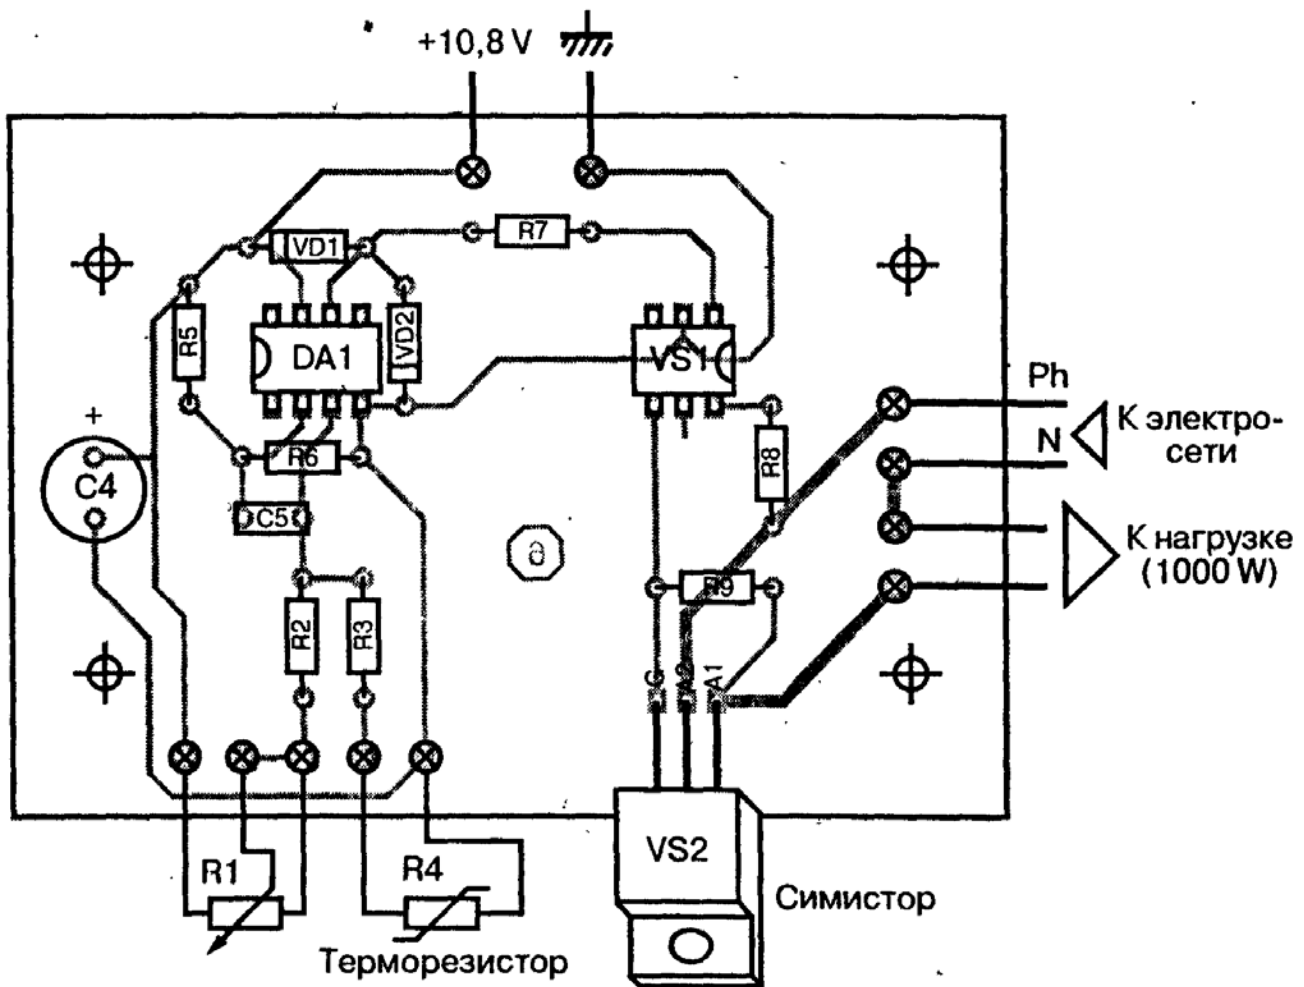 +10,8 V
VD1
R7
R5
DA1
VD2
VS1
Ph
N
К электро-
сети
+
C4
R6
R8
C5
К нагрузке
(1000 W)
R9
R2
R3
G
A2
A1
R1
R4
VS2
Симистор
Терморезистор